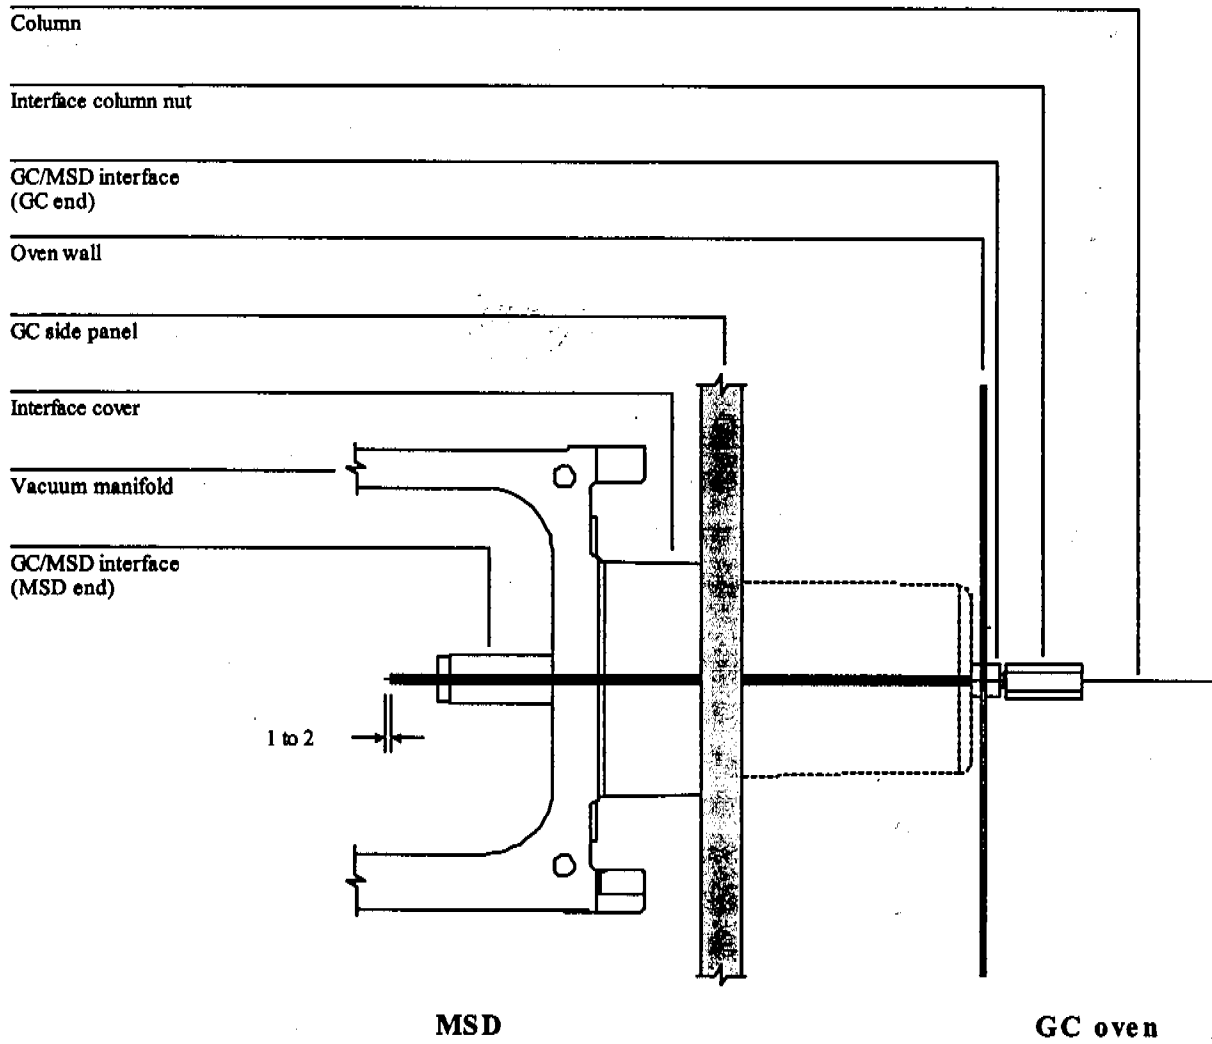 Column
Interface column nut
GC/MSD interface
(GC end)
Oven wall
GC side panel
Interface cover
Vacuum manifold
GC/MSD interface
(MSD end)
1 to 2
MSD
GC oven